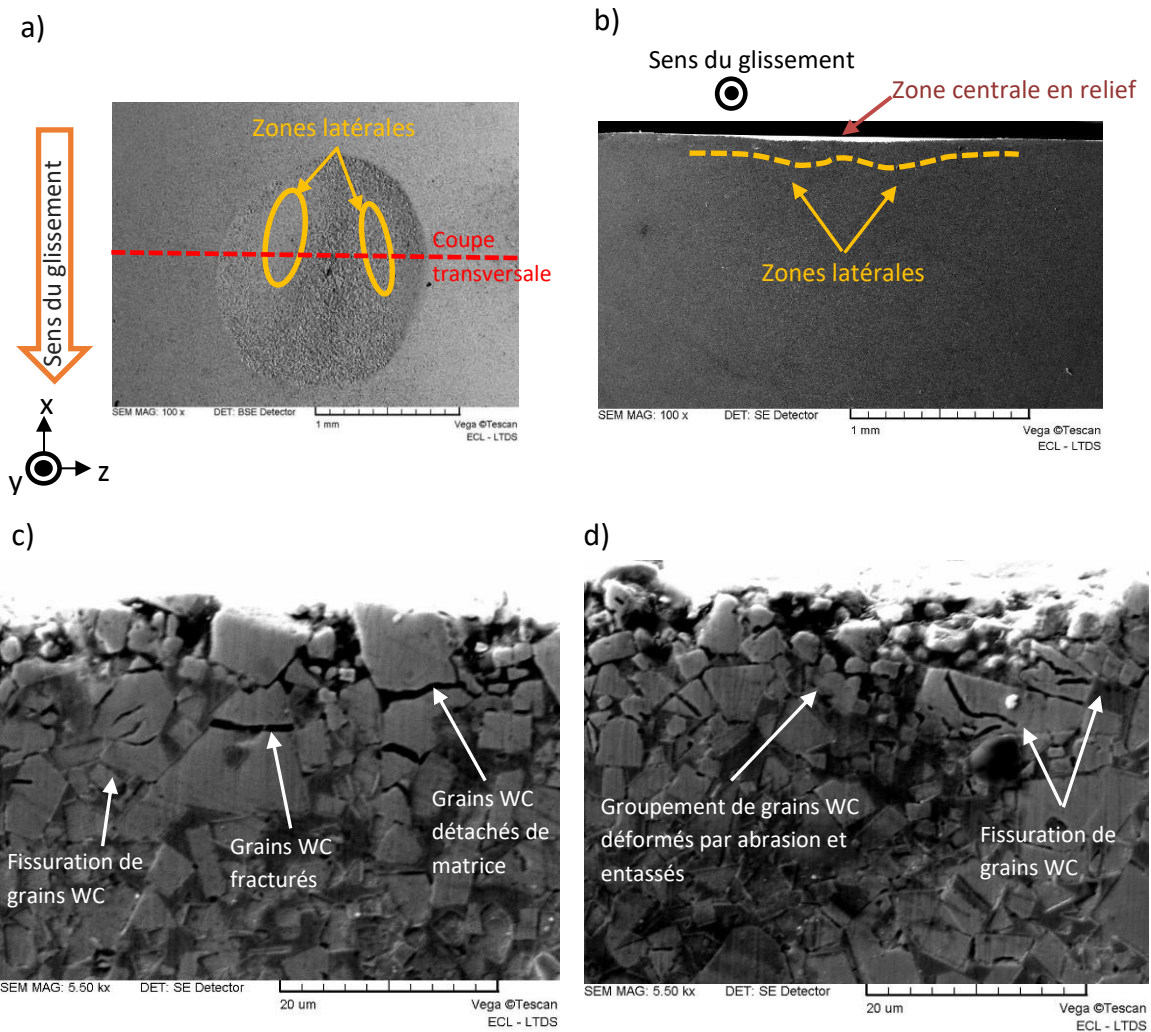 a)
Sens du glissement
Zones latérales
Coupe
transversale
SEM MAG: 100 x
DET: BSE Detector
1 mm
Vega ©Tescan
ECL - LTDS
x
y
z
b)
Sens du glissement
Zone centrale en relief
Zones latérales
SEM MAG: 100 x
DET: SE Detector
1 mm
Vega ©Tescan
ECL - LTDS
c)
Fissuration de
grains WC
Grains WC
fracturés
Grains WC
détachés de
matrice
SEM MAG: 5.50 kx
DET: SE Detector
20 um
Vega ©Tescan
ECL - LTDS
d)
Groupement de grains WC
déformés par abrasion et
entassés
Fissuration de
grains WC
SEM MAG: 5.50 kx
DET: SE Detector
20 um
Vega ©Tescan
ECL - LTDS